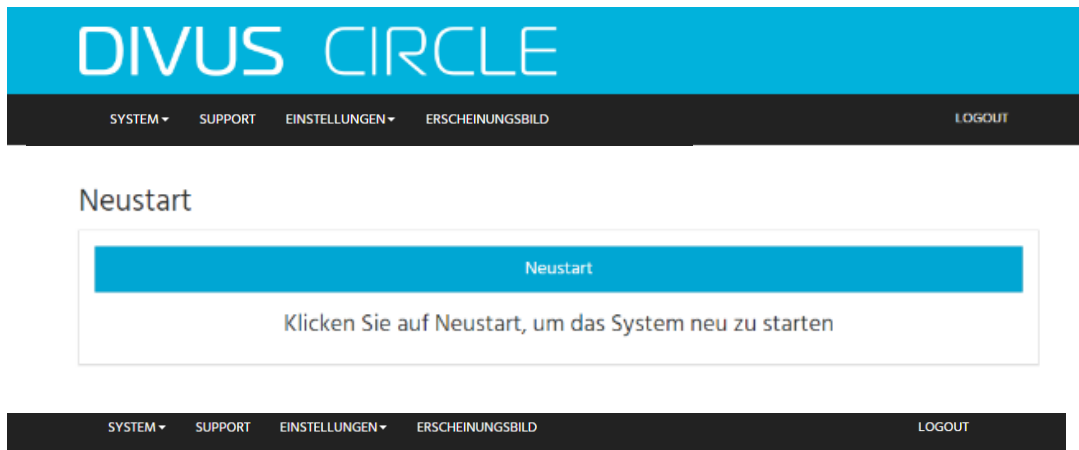 DIVUS CIRCLE
SYSTEM SUPPORT EINSTELLUNGEN ERSCHEINUNGSBILD LOGOUT
Neustart
Neustart
Klicken Sie auf Neustart, um das System neu zu starten
SYSTEM SUPPORT EINSTELLUNGEN ERSCHEINUNGSBILD LOGOUT